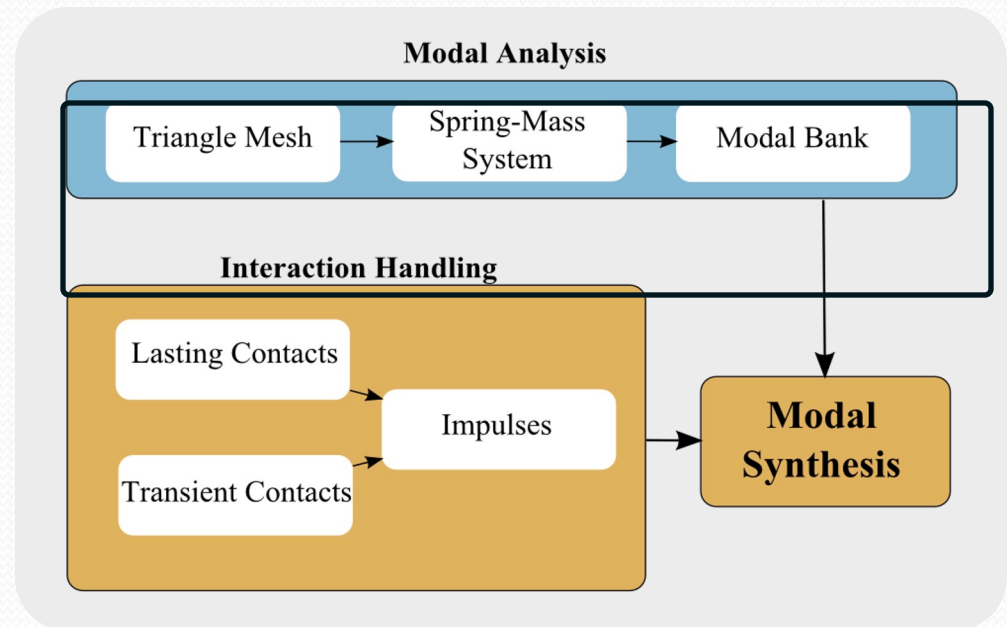 Modal Analysis
Triangle Mesh
Spring-Mass
System
Modal Bank
Interaction Handling
Lasting Contacts
Impulses
Transient Contacts
Modal
Synthesis